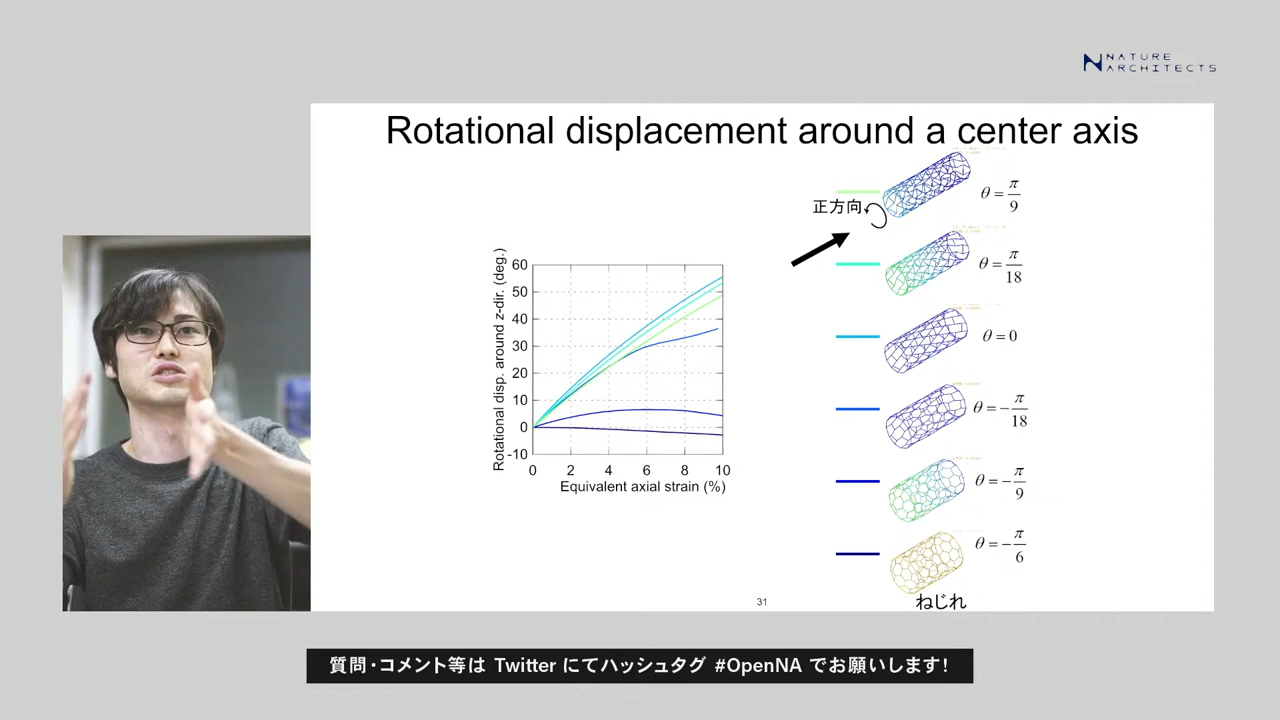 NATURE
ARCHITECTS
Rotational displacement around a center axis
正方向
θ = π/9
θ = π/18
θ = 0
θ = − π/18
θ = − π/9
θ = − π/6
ねじれ
Rotational disp. around z-dir. (deg.)
60
50
40
30
20
10
0
-10
0 2 4 6 8 10
Equivalent axial strain (%)
31
質問・コメント等は Twitter にてハッシュタグ #OpenNA でお願いします!